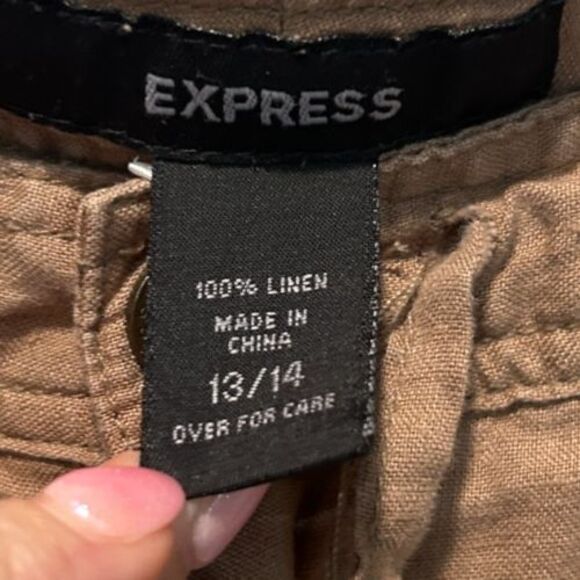 EXPRESS
100% LINEN
MADE IN
CHINA
13/14
OVER FOR CARE